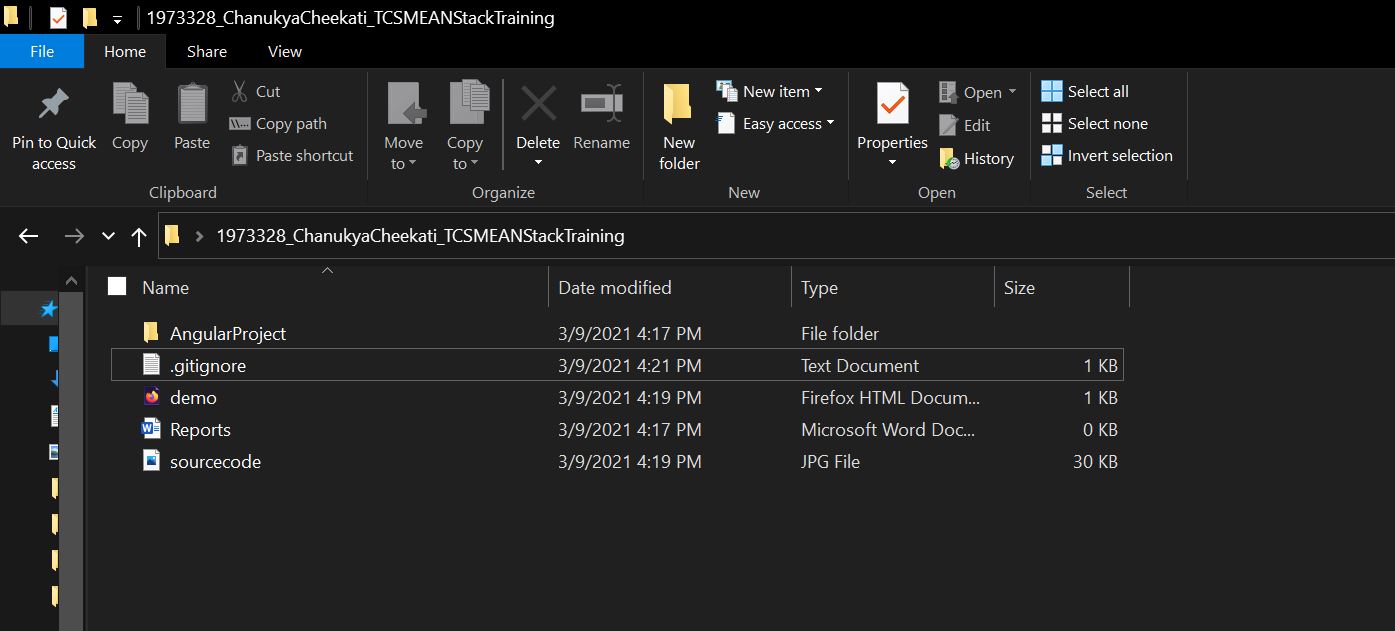 1973328_ChanukyaCheekati_TCSMEANStackTraining
File Home Share View
Pin to Quick access
Copy
Paste
Cut
Copy path
Paste shortcut
Clipboard
Move to
Copy to
Delete
Rename
Organize
New folder
New item
Easy access
New
Properties
Open
Edit
History
Open
Select all
Select none
Invert selection
Select
1973328_ChanukyaCheekati_TCSMEANStackTraining
Name Date modified Type Size
AngularProject 3/9/2021 4:17 PM File folder
.gitignore 3/9/2021 4:21 PM Text Document 1 KB
demo 3/9/2021 4:19 PM Firefox HTML Docum... 1 KB
Reports 3/9/2021 4:17 PM Microsoft Word Doc... 0 KB
sourcecode 3/9/2021 4:19 PM JPG File 30 KB